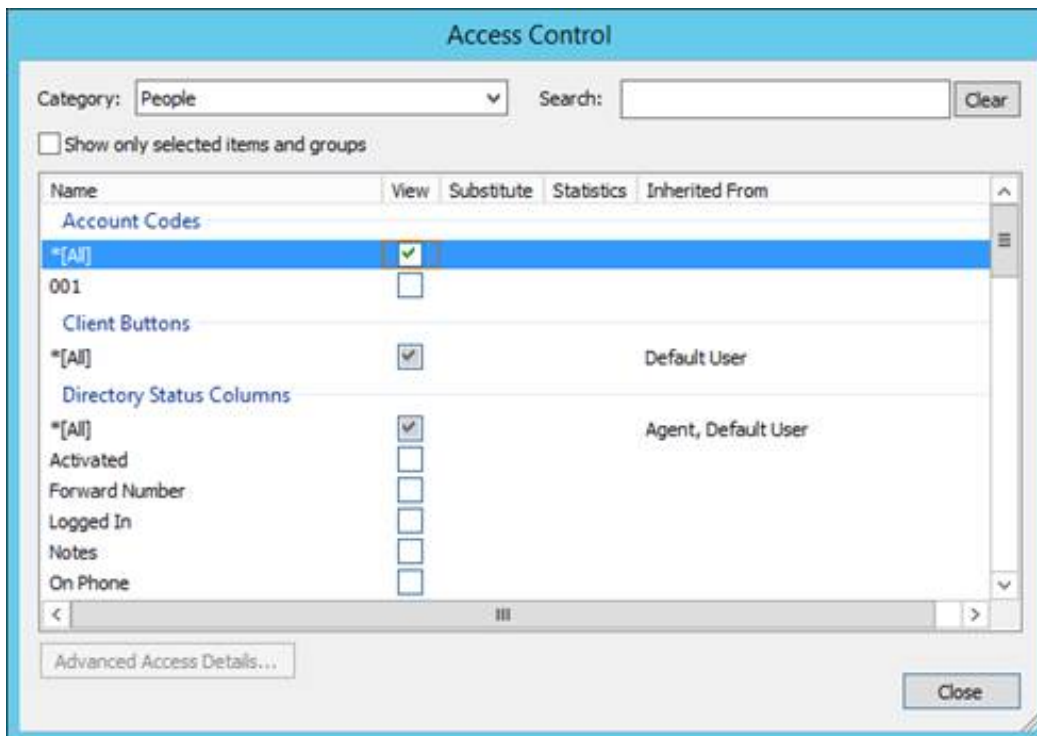 Access Control
Category: People Search: Clear
Show only selected items and groups
Name View Substitute Statistics Inherited From
Account Codes
*[All]
001
Client Buttons
*[All] Default User
Directory Status Columns
*[All] Agent, Default User
Activated
Forward Number
Logged In
Notes
On Phone
Advanced Access Details...
Close